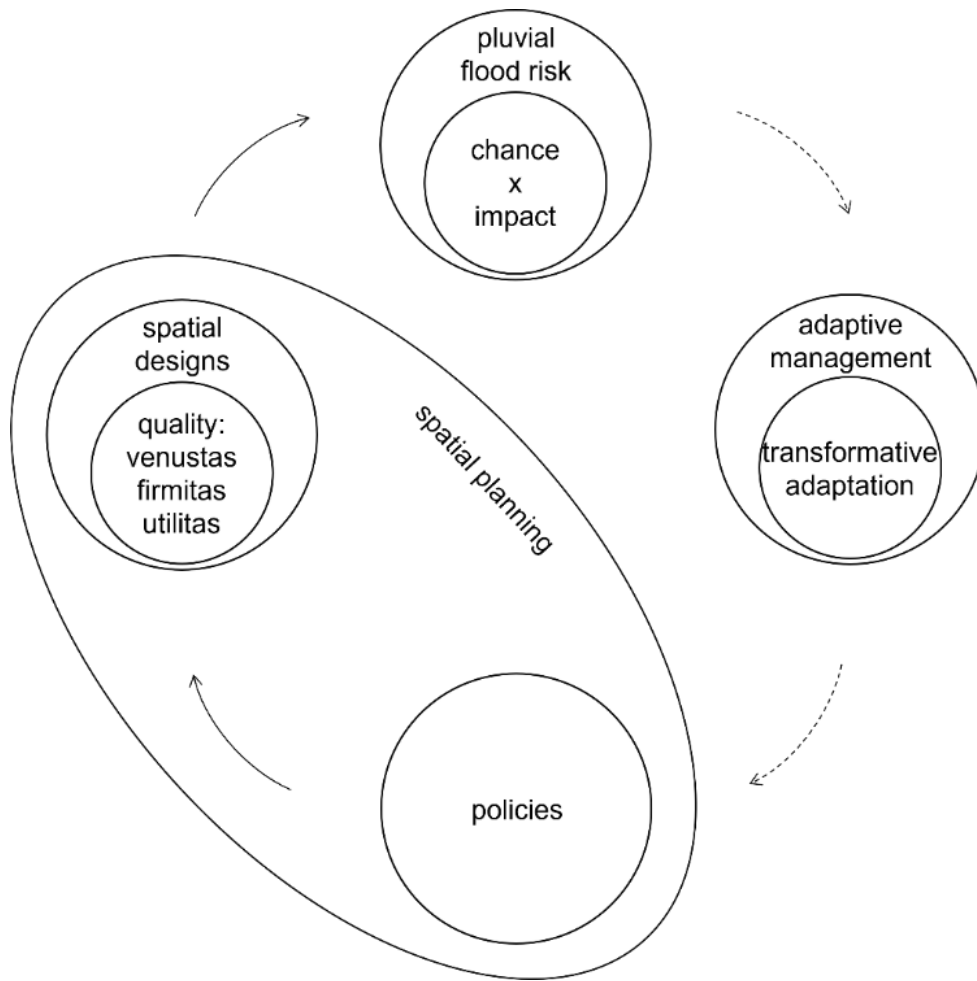 pluvial
flood risk
chance
x
impact
adaptive
management
transformative
adaptation
spatial
designs
quality:
venustas
firmitas
utilitas
spatial planning
policies